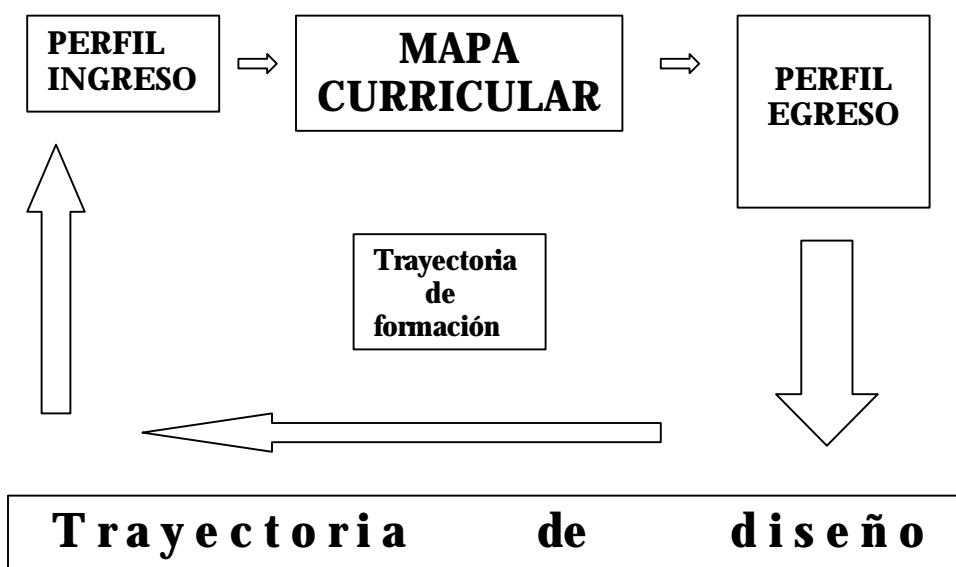 PERFIL
INGRESO
MAPA
CURRICULAR
PERFIL
EGRESO
Trayectoria
de
formación
Trayectoria de diseño